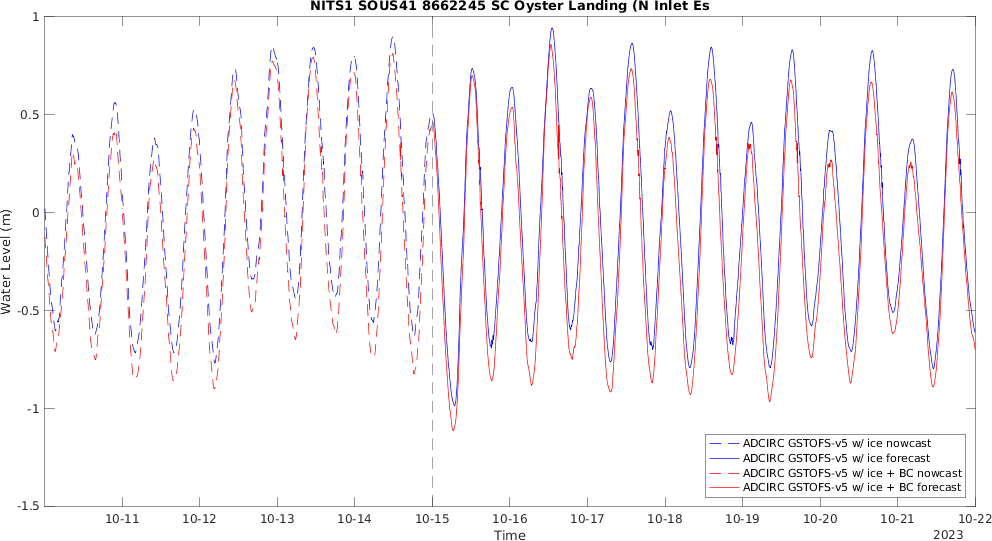 NITS1 SOUS41 8662245 SC Oyster Landing (N Inlet Es
1
0.5
0
-0.5
-1
-1.5
Water Level (m)
10-11 10-12 10-13 10-14 10-15 10-16 10-17 10-18 10-19 10-20 10-21 10-22
Time
2023
ADCIRC GSTOFS-v5 w/ ice nowcast
ADCIRC GSTOFS-v5 w/ ice forecast
ADCIRC GSTOFS-v5 w/ ice + BC nowcast
ADCIRC GSTOFS-v5 w/ ice + BC forecast